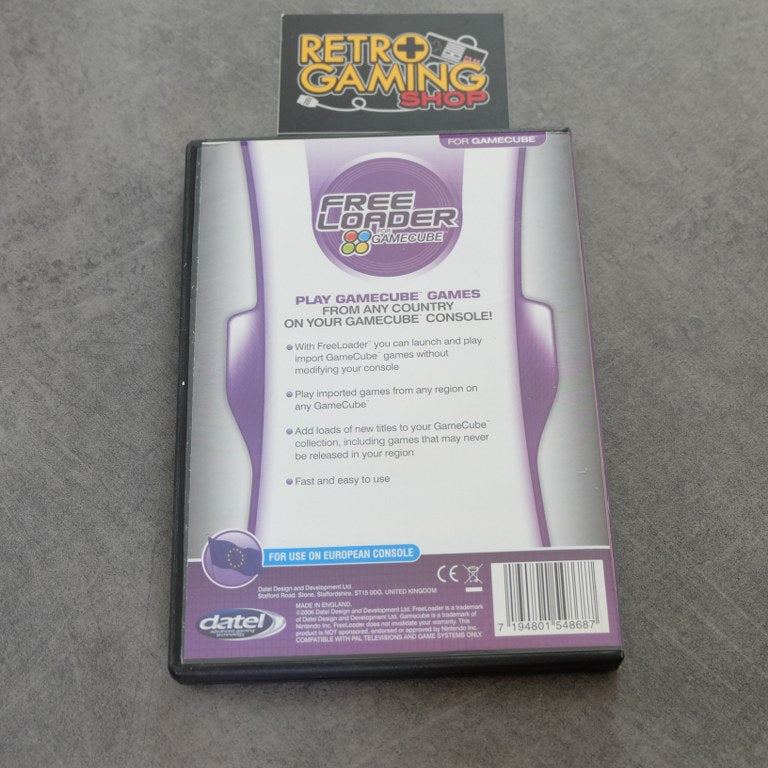 RETRO
GAMING
SHOP
FOR GAMECUBE™
FREE
LOADER
FOR
GAMECUBE
PLAY GAMECUBE™ GAMES
FROM ANY COUNTRY
ON YOUR GAMECUBE™ CONSOLE!
With FreeLoader™ you can launch and play
import GameCube™ games without
modifying your console
Play imported games from any region on
any GameCube™
Add loads of new titles to your GameCube™
collection, including games that may never
be released in your region
Fast and easy to use
FOR USE ON EUROPEAN CONSOLE
Datel Design and Development Ltd.
Stafford Road, Stone, Staffordshire, ST15 0DG, UNITED KINGDOM
CE
MADE IN ENGLAND.
©2006 Datel Design and Development Ltd. FreeLoader is a trademark
of Datel Design and Development Ltd. Gamecube is a trademark of
Nintendo Inc. FreeLoader does not invalidate your warranty. This
product is NOT sponsored, endorsed or approved by Nintendo Inc.
COMPATIBLE WITH PAL TELEVISIONS AND GAME SYSTEMS ONLY
datel
advanced gaming
technology
7 194801 548687